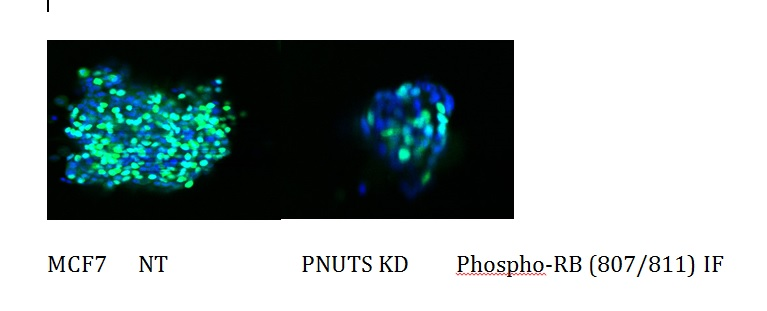 MCF7 NT PNUTS KD Phospho-RB (807/811) IF